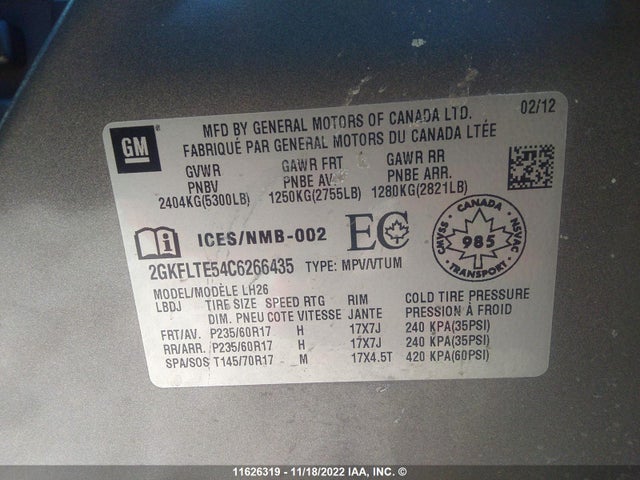 GM
MFD BY GENERAL MOTORS OF CANADA LTD. 02/12
FABRIQUÉ PAR GENERAL MOTORS DU CANADA LTÉE
GVWR GAWR FRT GAWR RR
PNBV PNBE AV PNBE ARR.
2404KG(5300LB) 1250KG(2755LB) 1280KG(2821LB)
ICES/NMB-002 EC
CANADA
CMVSS 985 NSVAC
TRANSPORT
2GKFLTE54C6266435 TYPE: MPV/VTUM
MODEL/MODÈLE LH26
LBDJ TIRE SIZE SPEED RTG RIM COLD TIRE PRESSURE
DIM. PNEU COTE VITESSE JANTE PRESSION À FROID
FRT/AV. P235/60R17 H 17X7J 240 KPA(35PSI)
RR/ARR. P235/60R17 H 17X7J 240 KPA(35PSI)
SPA/SOS T145/70R17 M 17X4.5T 420 KPA(60PSI)
11626319 - 11/18/2022 IAA, INC. ©